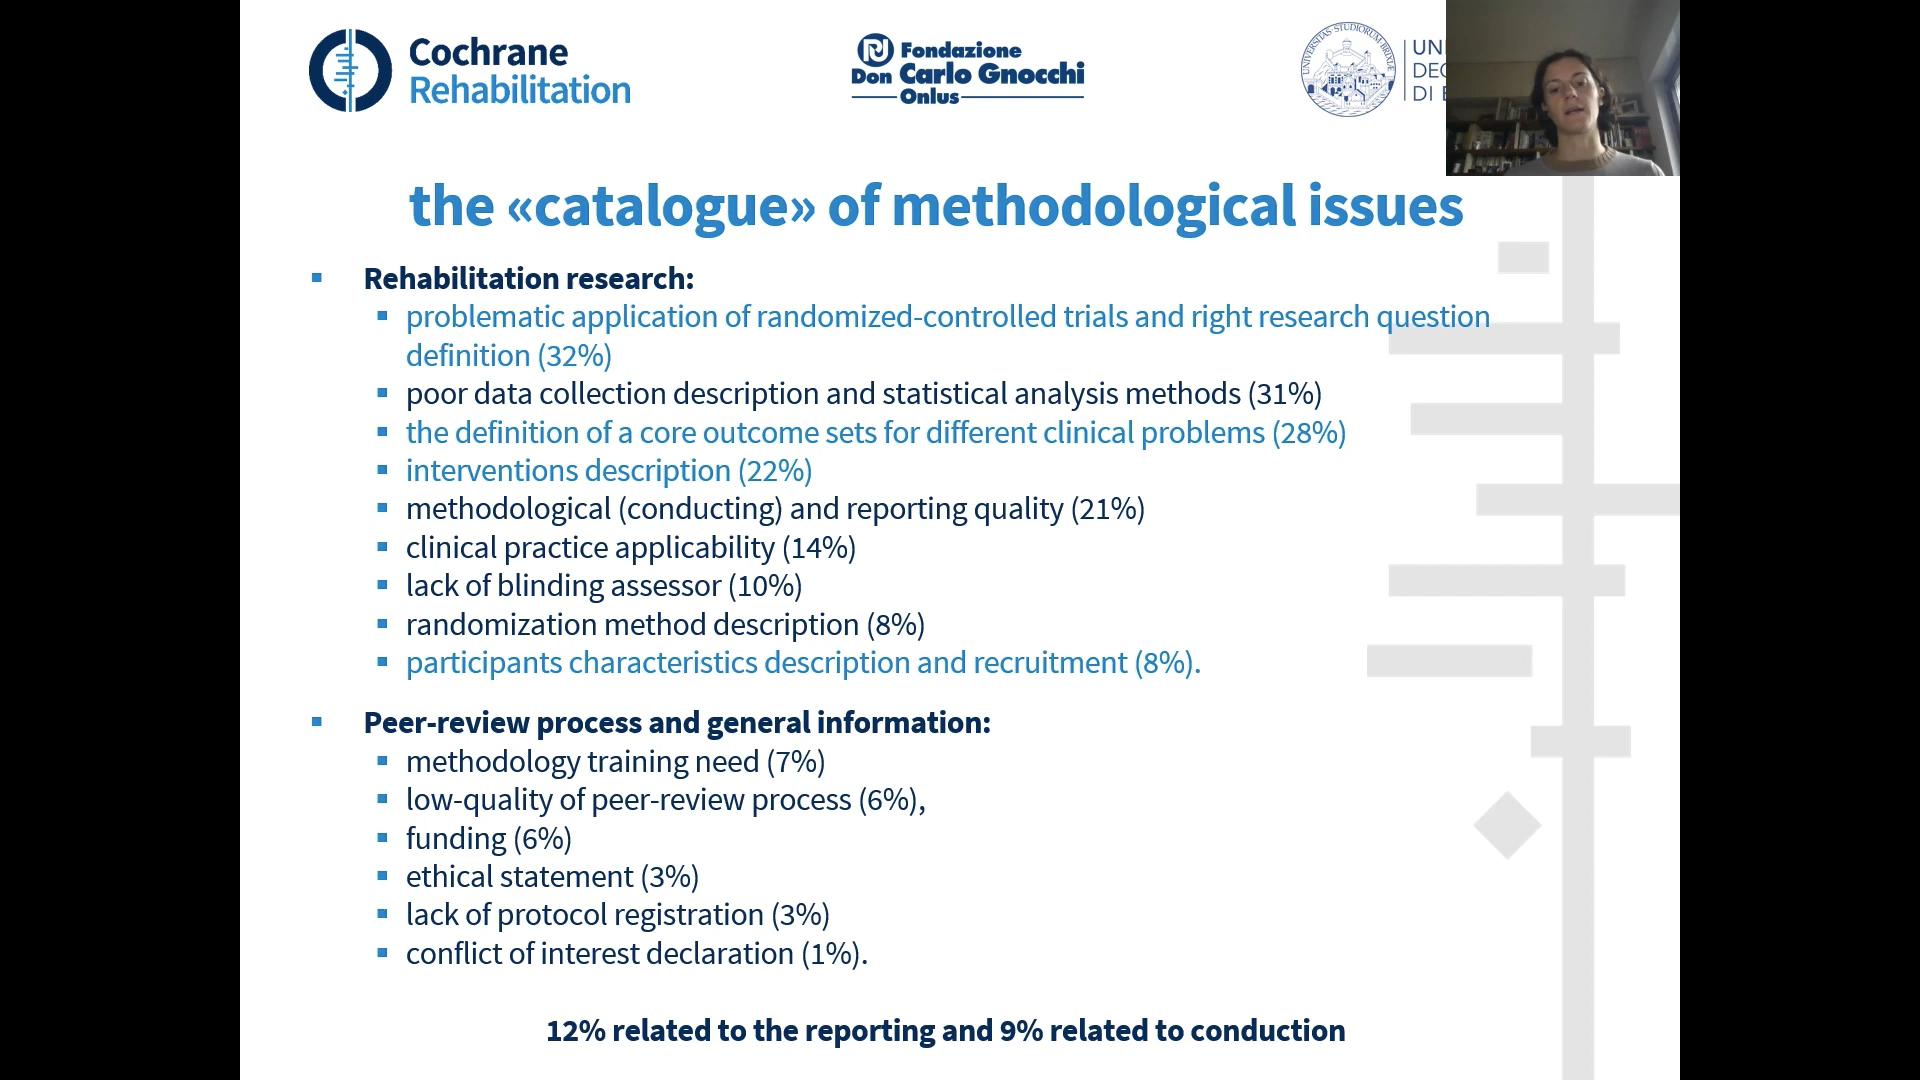 Cochrane
Rehabilitation
Fondazione
Don Carlo Gnocchi
Onlus
UNIVERSITAS·STUDIORUM·BRIXIAE
DI
the «catalogue» of methodological issues
▪ Rehabilitation research:
▪ problematic application of randomized-controlled trials and right research question
definition (32%)
▪ poor data collection description and statistical analysis methods (31%)
▪ the definition of a core outcome sets for different clinical problems (28%)
▪ interventions description (22%)
▪ methodological (conducting) and reporting quality (21%)
▪ clinical practice applicability (14%)
▪ lack of blinding assessor (10%)
▪ randomization method description (8%)
▪ participants characteristics description and recruitment (8%).
▪ Peer-review process and general information:
▪ methodology training need (7%)
▪ low-quality of peer-review process (6%),
▪ funding (6%)
▪ ethical statement (3%)
▪ lack of protocol registration (3%)
▪ conflict of interest declaration (1%).
12% related to the reporting and 9% related to conduction